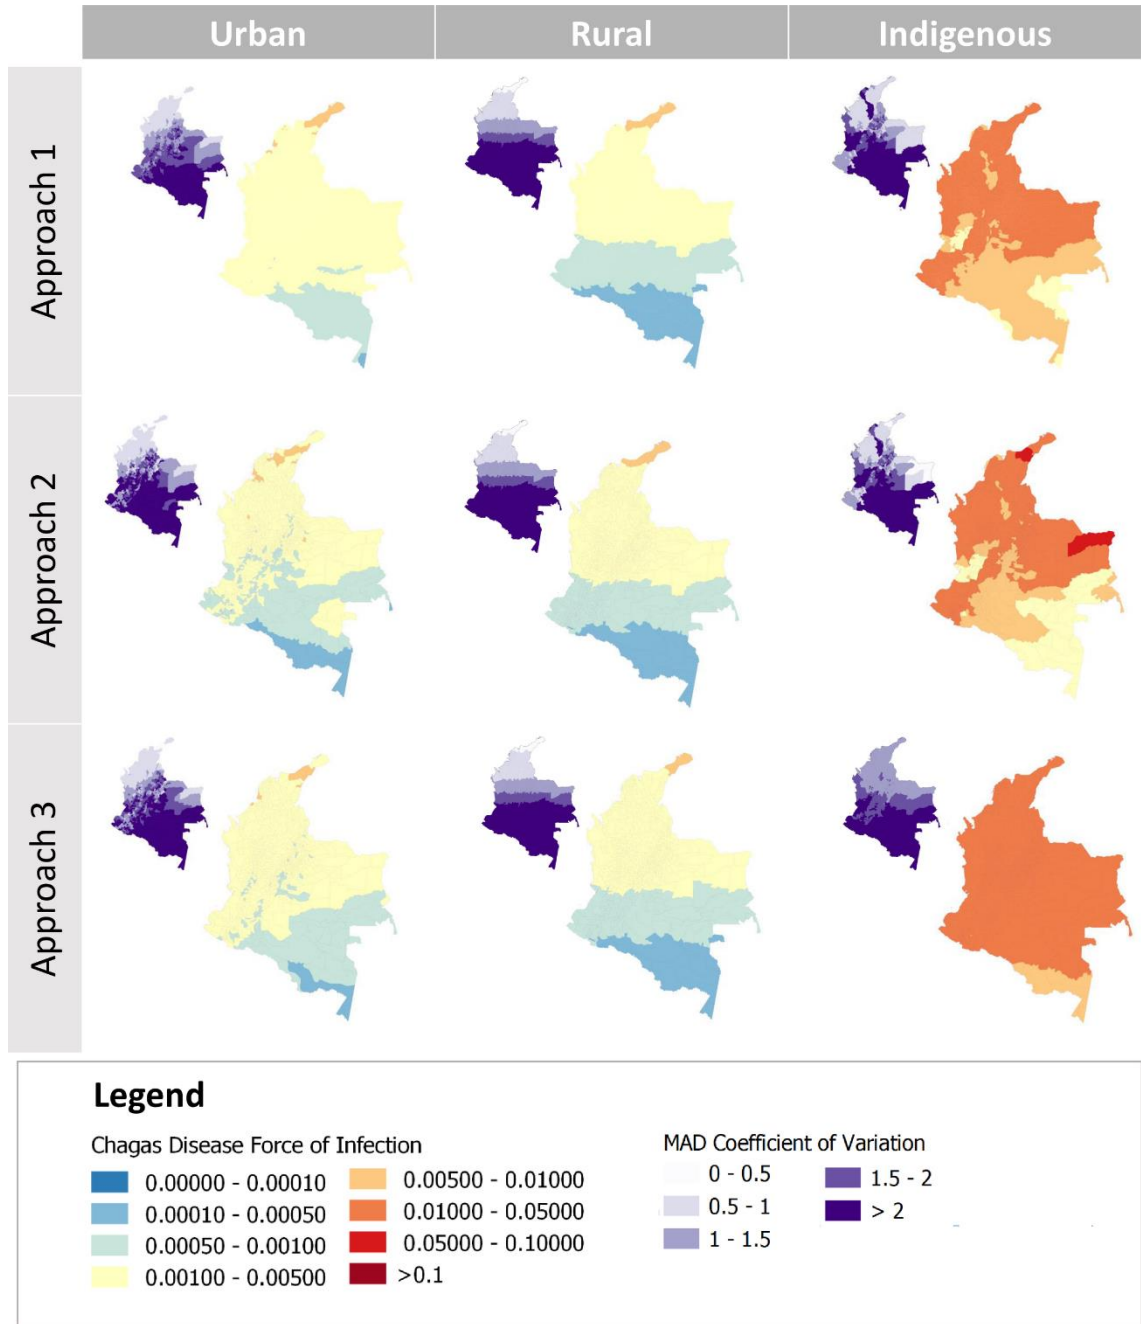 Urban Rural Indigenous
Approach 1
Approach 2
Approach 3
Legend
Chagas Disease Force of Infection
0.00000 - 0.00010
0.00010 - 0.00050
0.00050 - 0.00100
0.00100 - 0.00500
0.00500 - 0.01000
0.01000 - 0.05000
0.05000 - 0.10000
>0.1
MAD Coefficient of Variation
0 - 0.5
0.5 - 1
1 - 1.5
1.5 - 2
> 2